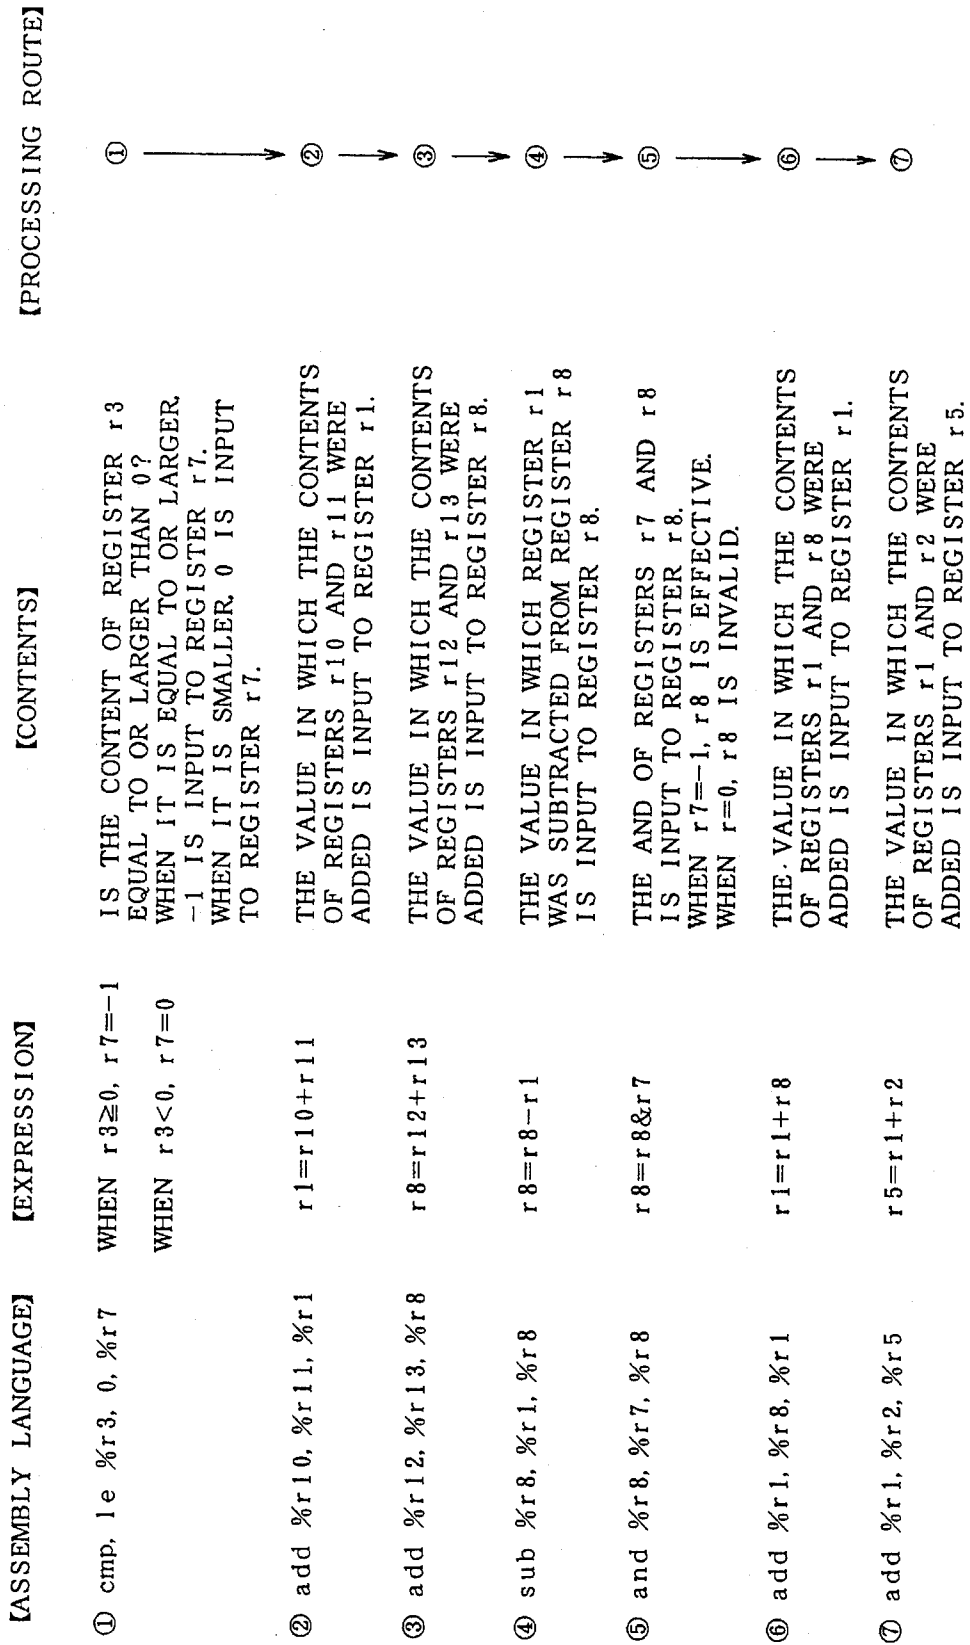 [ASSEMBLY LANGUAGE] [EXPRESSION] [CONTENTS] [PROCESSING ROUTE]
① cmp, le %r3, 0, %r7 WHEN r3≧0, r7=-1 IS THE CONTENT OF REGISTER r3 ①
EQUAL TO OR LARGER THAN 0?
WHEN r3<0, r7=0 WHEN IT IS EQUAL TO OR LARGER,
-1 IS INPUT TO REGISTER r7.
WHEN IT IS SMALLER, 0 IS INPUT
TO REGISTER r7.
② add %r10, %r11, %r1 r1=r10+r11 THE VALUE IN WHICH THE CONTENTS ②
OF REGISTERS r10 AND r11 WERE
ADDED IS INPUT TO REGISTER r1.
③ add %r12, %r13, %r8 r8=r12+r13 THE VALUE IN WHICH THE CONTENTS ③
OF REGISTERS r12 AND r13 WERE
ADDED IS INPUT TO REGISTER r8.
④ sub %r8, %r1, %r8 r8=r8-r1 THE VALUE IN WHICH REGISTER r1 ④
WAS SUBTRACTED FROM REGISTER r8
IS INPUT TO REGISTER r8.
⑤ and %r8, %r7, %r8 r8=r8&r7 THE AND OF REGISTERS r7 AND r8 ⑤
IS INPUT TO REGISTER r8.
WHEN r7=-1, r8 IS EFFECTIVE.
WHEN r=0, r8 IS INVALID.
⑥ add %r1, %r8, %r1 r1=r1+r8 THE VALUE IN WHICH THE CONTENTS ⑥
OF REGISTERS r1 AND r8 WERE
ADDED IS INPUT TO REGISTER r1.
⑦ add %r1, %r2, %r5 r5=r1+r2 THE VALUE IN WHICH THE CONTENTS ⑦
OF REGISTERS r1 AND r2 WERE
ADDED IS INPUT TO REGISTER r5.